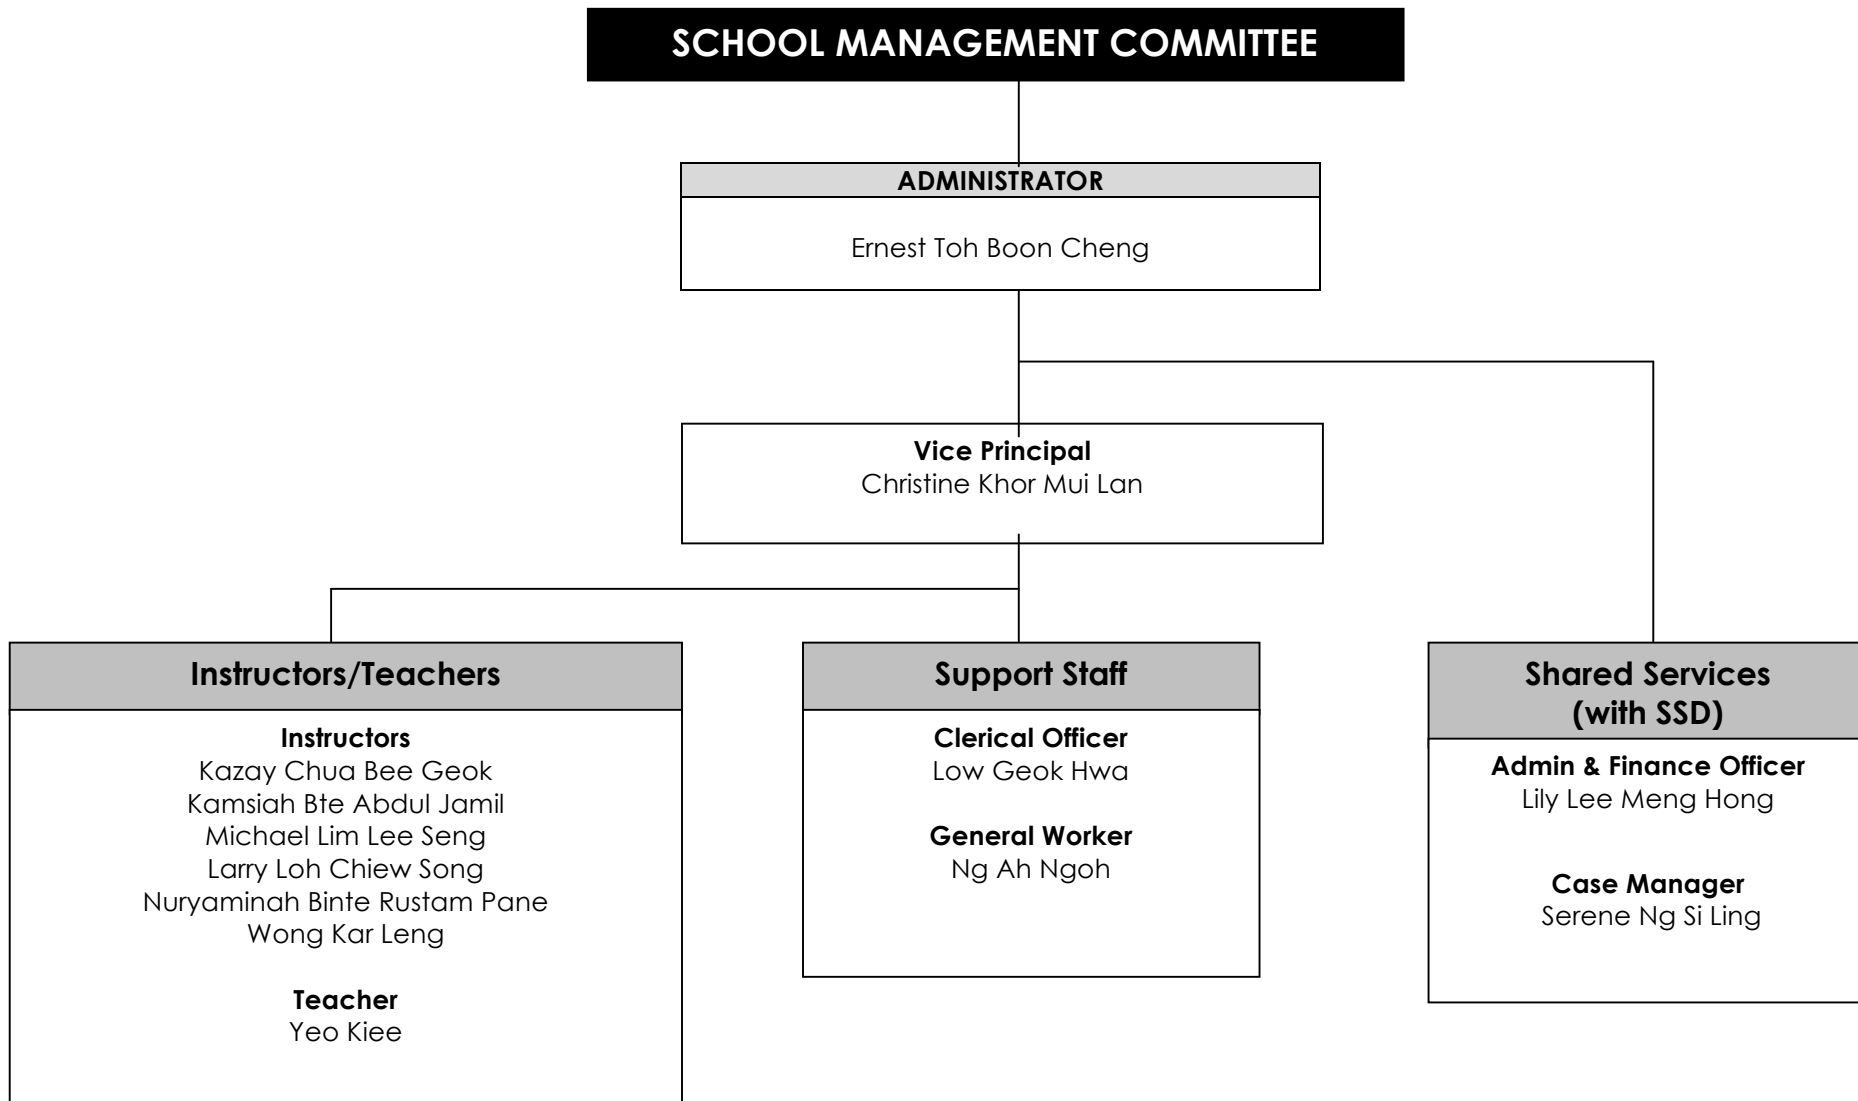 SCHOOL MANAGEMENT COMMITTEE
ADMINISTRATOR
Ernest Toh Boon Cheng
Vice Principal
Christine Khor Mui Lan
Instructors/Teachers
Instructors
Kazay Chua Bee Geok
Kamsiah Bte Abdul Jamil
Michael Lim Lee Seng
Larry Loh Chiew Song
Nuryaminah Binte Rustam Pane
Wong Kar Leng
Teacher
Yeo Kiee
Support Staff
Clerical Officer
Low Geok Hwa
General Worker
Ng Ah Ngoh
Shared Services
(with SSD)
Admin & Finance Officer
Lily Lee Meng Hong
Case Manager
Serene Ng Si Ling